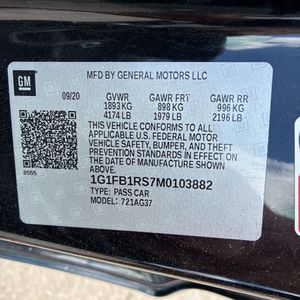 GM
MFD BY GENERAL MOTORS LLC
09/20
GVWR GAWR FRT GAWR RR
1893 KG 898 KG 996 KG
4174 LB 1979 LB 2196 LB
THIS VEHICLE CONFORMS TO ALL
APPLICABLE U.S. FEDERAL MOTOR
VEHICLE SAFETY, BUMPER, AND THEFT
PREVENTION STANDARDS IN EFFECT
ON THE DATE OF MANUFACTURE
SHOWN ABOVE.
8555
1G1FB1RS7M0103882
TYPE: PASS CAR
MODEL: 721AG37